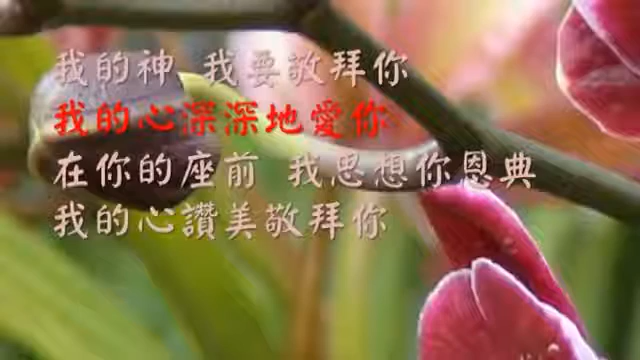 我的神 我要敬拜你
我的心深深地愛你
在你的座前 我思想你恩典
我的心讚美敬拜你